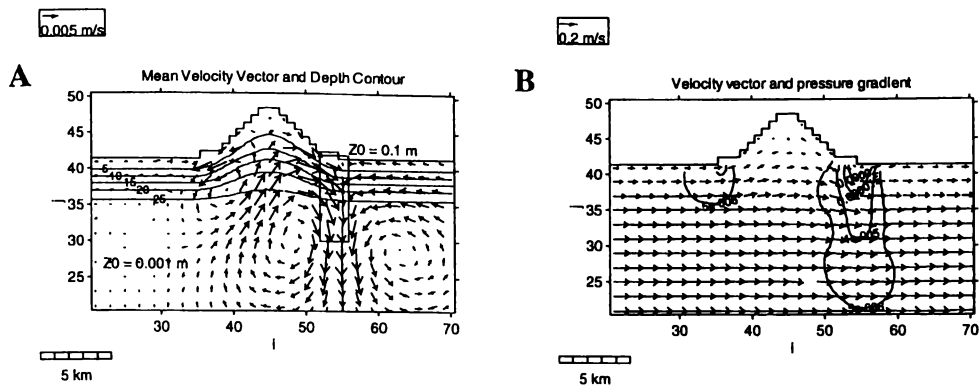 0.005 m/s
0.2 m/s
A
Mean Velocity Vector and Depth Contour
50
45
40
35
30
25
Z0 = 0.1 m
5
10
15
20
25
Z0 = 0.001 m
30 40 50 60 70
I
5 km
B
Velocity vector and pressure gradient
50
45
40
35
30
25
30 40 50 60 70
I
5 km